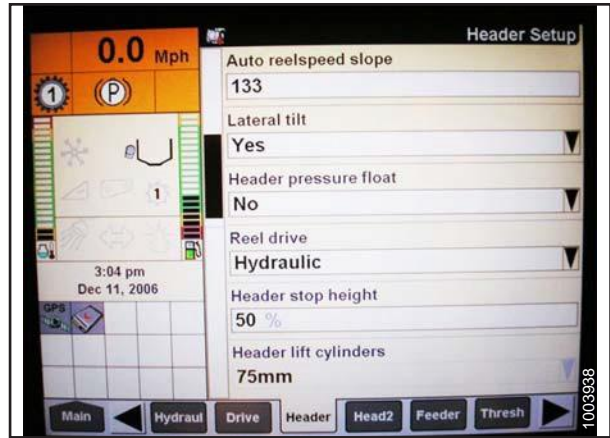 0.0 Mph
Header Setup
1
(P)
1
3:04 pm
Dec 11, 2006
GPS
Auto reelspeed slope
133
Lateral tilt
Yes
Header pressure float
No
Reel drive
Hydraulic
Header stop height
50 %
Header lift cylinders
75mm
Main
Hydraul
Drive
Header
Head2
Feeder
Thresh
1003938